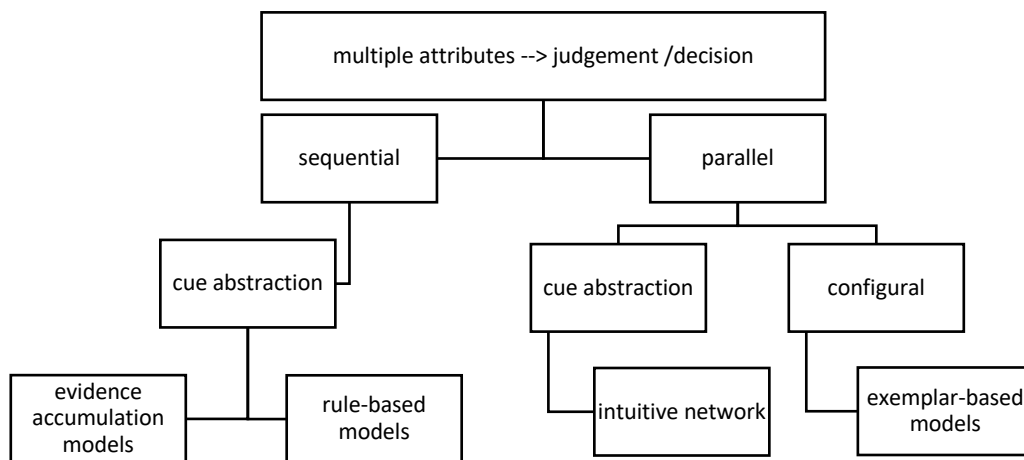 multiple attributes --> judgement /decision
sequential
parallel
cue abstraction
cue abstraction
configural
evidence
accumulation
models
rule-based
models
intuitive network
exemplar-based
models